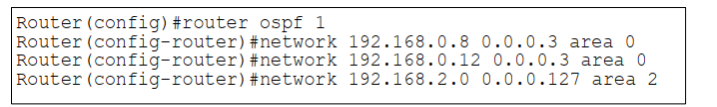 Router(config)#router ospf 1
Router(config-router)#network 192.168.0.8 0.0.0.3 area 0
Router(config-router)#network 192.168.0.12 0.0.0.3 area 0
Router(config-router)#network 192.168.2.0 0.0.0.127 area 2